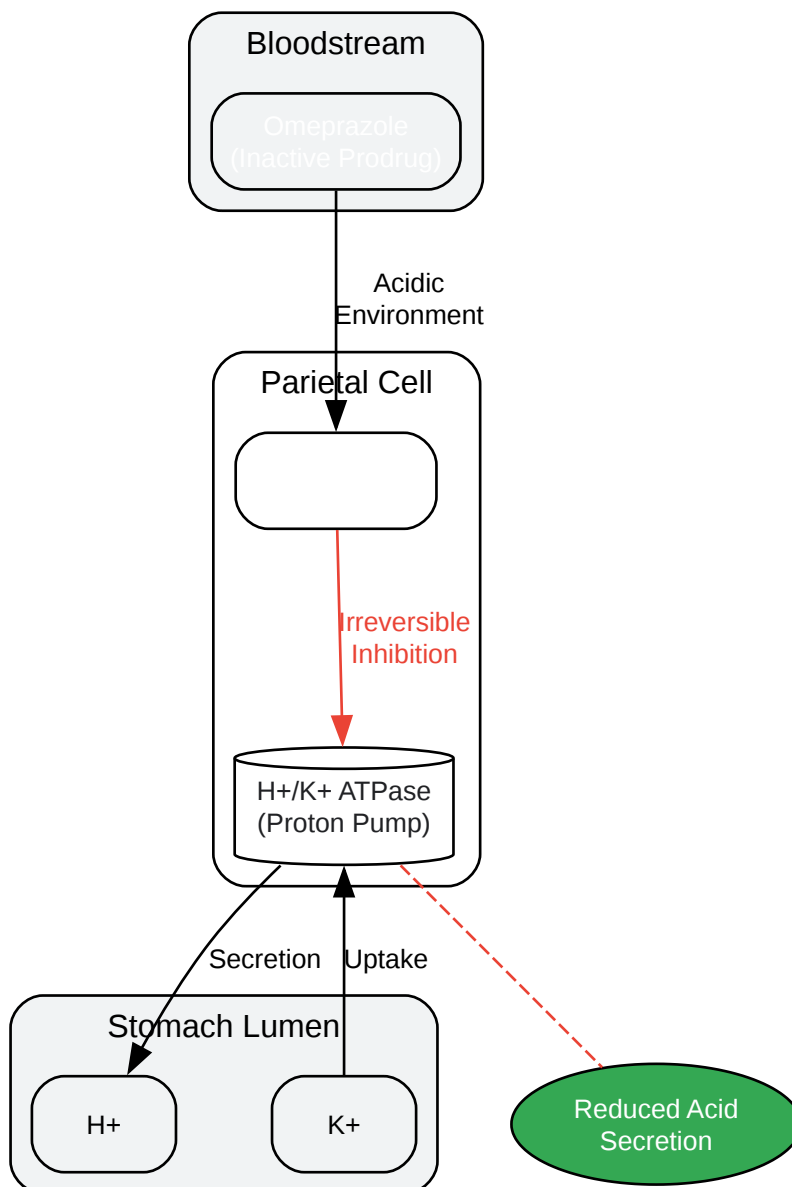 Bloodstream
Omeprazole
(Inactive Prodrug)
Acidic
Environment
Parietal Cell
Irreversible
Inhibition
H+/K+ ATPase
(Proton Pump)
Secretion
Uptake
Stomach Lumen
H+
K+
Reduced Acid
Secretion